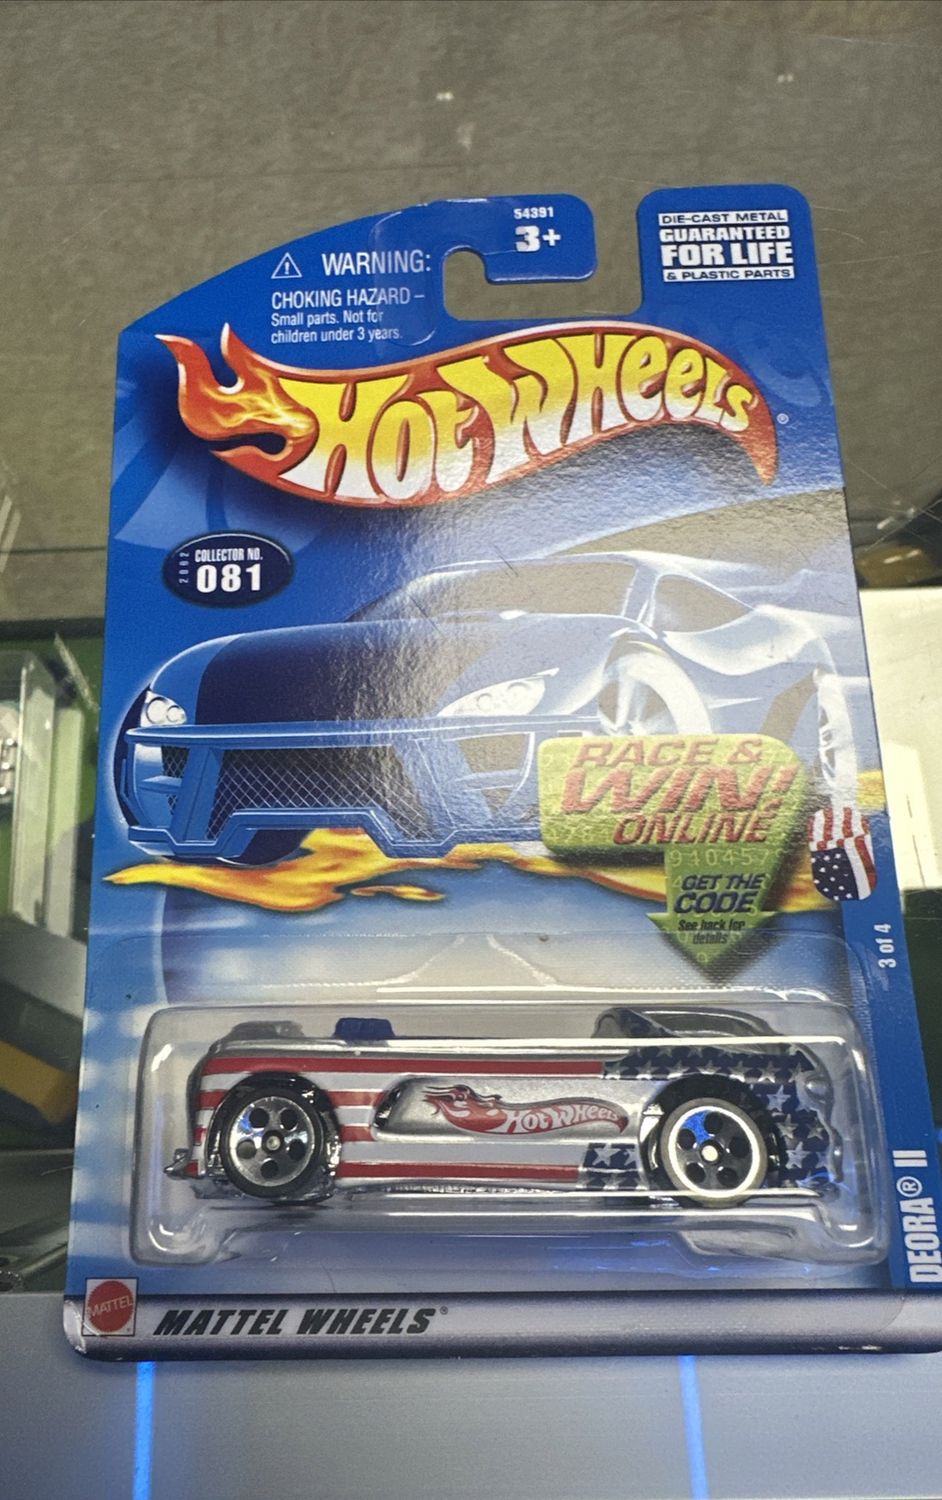 54391
3+
WARNING:
CHOKING HAZARD –
Small parts. Not for
children under 3 years.
DIE-CAST METAL
GUARANTEED
FOR LIFE
& PLASTIC PARTS
HOT WHEELS®
2002
COLLECTOR NO.
081
RACE &
WIN!
ONLINE
940457
GET THE
CODE
See back for
details
3 of 4
HOT WHEELS
DEORA® II
MATTEL
MATTEL WHEELS®